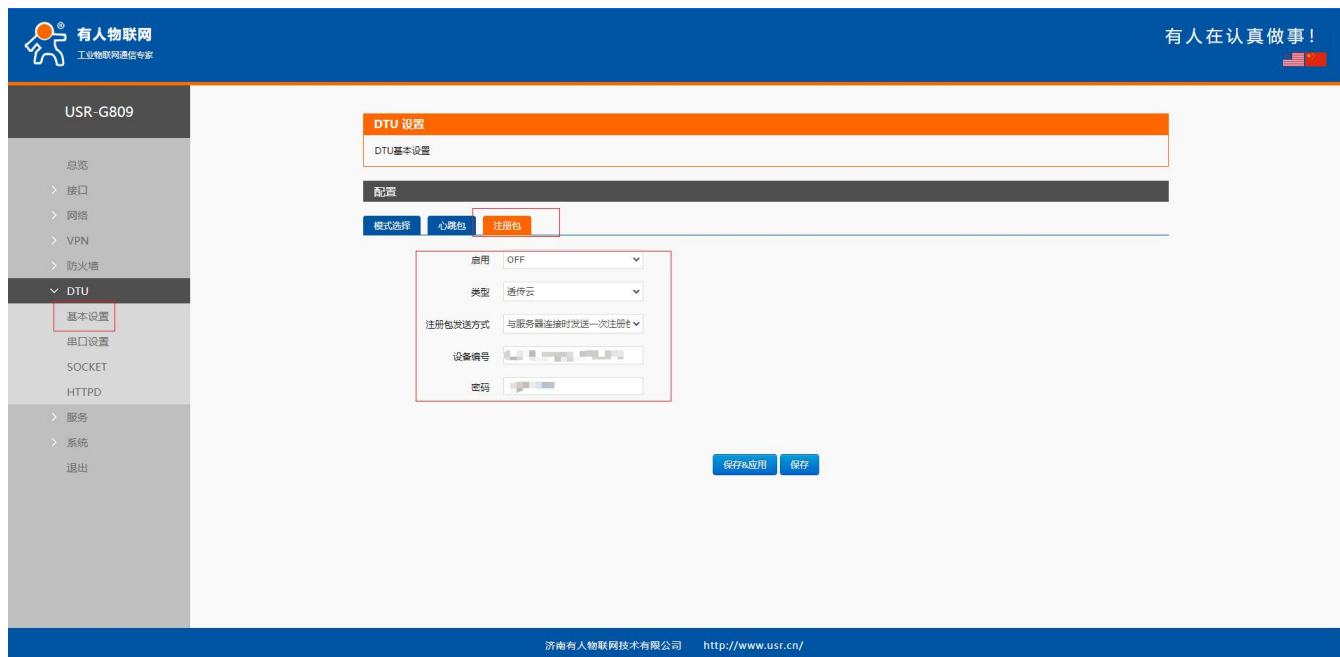 有人物联网
工业物联网通信专家
有人在认真做事!
USR-G809
总览
接口
网络
VPN
防火墙
DTU
基本设置
串口设置
SOCKET
HTTPD
服务
系统
退出
DTU 设置
DTU基本设置
配置
模式选择 心跳包 注册包
启用 OFF
类型 透传云
注册包发送方式 与服务器连接时发送一次注册
设备编号
密码
保存&应用 保存
济南有人物联网技术有限公司 http://www.usr.cn/